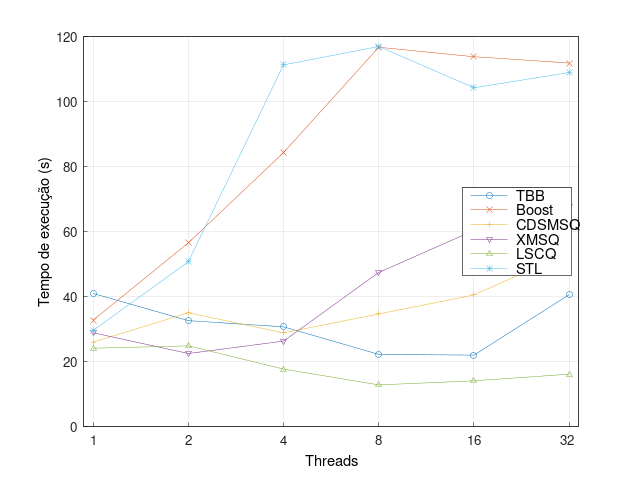 120
100
80
60
40
20
0
Tempo de execução (s)
TBB
Boost
CDSMSQ
XMSQ
LSCQ
STL
1 2 4 8 16 32
Threads